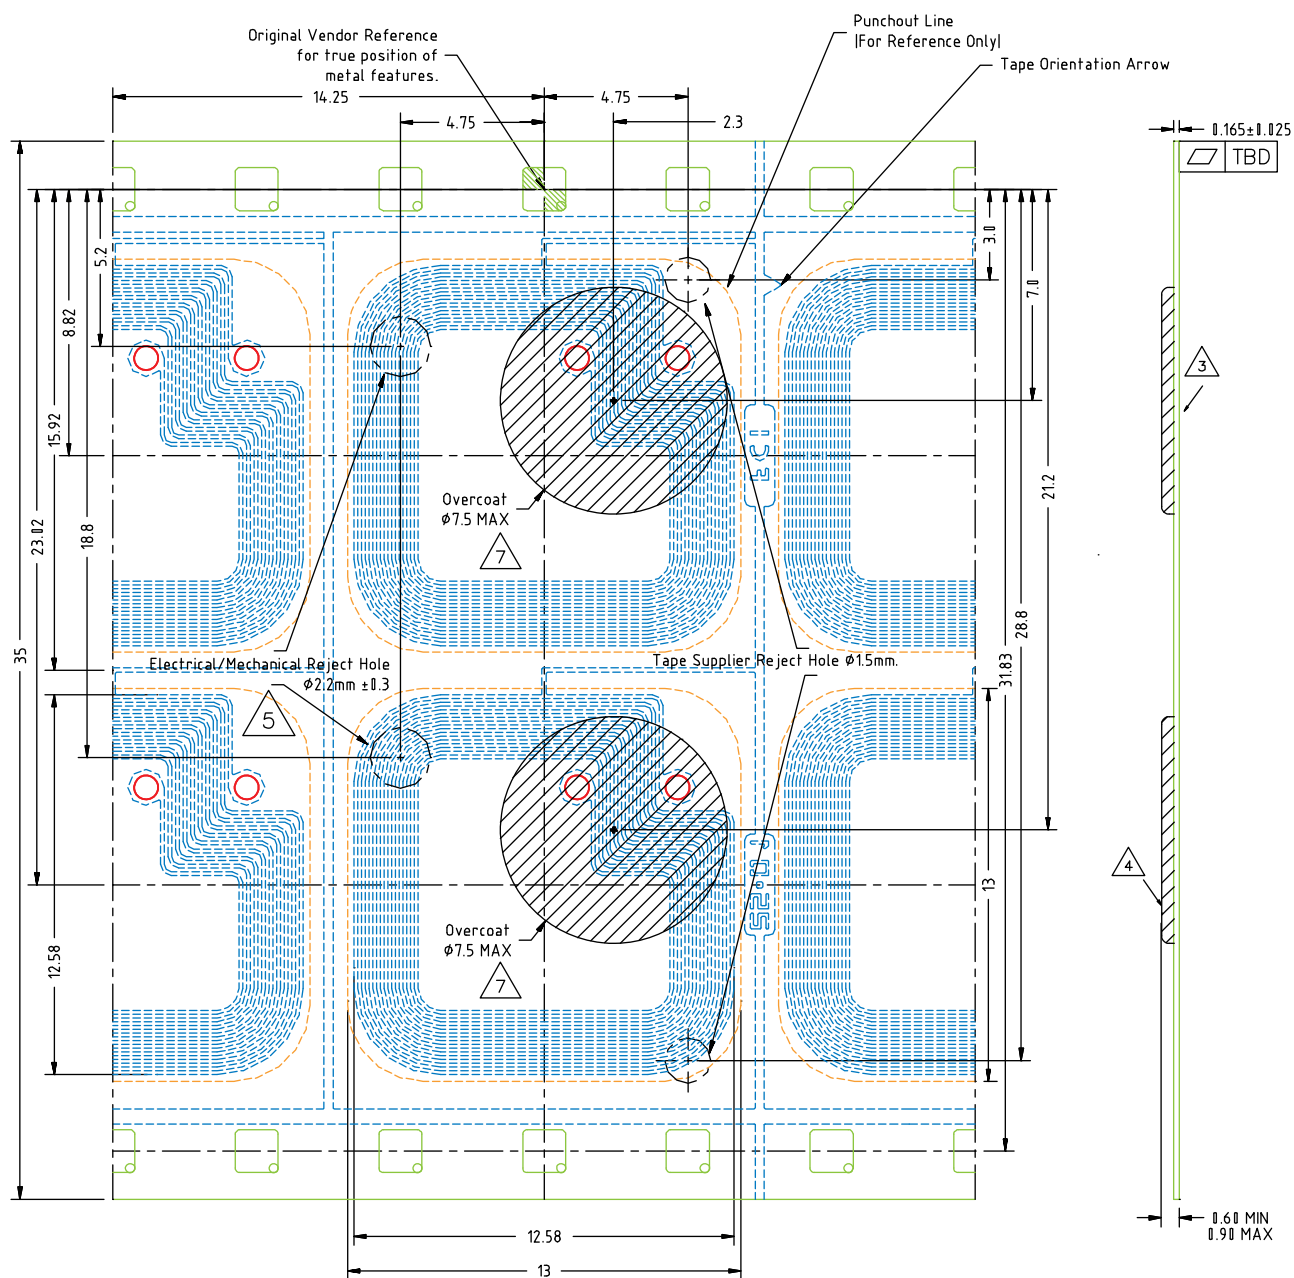 Original Vendor Reference
for true position of
metal features.
Punchout Line
|For Reference Only|
Tape Orientation Arrow
14.25
4.75
4.75
2.3
0.165±0.025
TBD
5.2
3.0
7.0
8.82
3
15.92
ECI
21.2
Overcoat
φ7.5 MAX
7
23.02
18.8
28.8
35
31.83
Electrical/Mechanical Reject Hole
φ2.2mm ±0.3
5
Tape Supplier Reject Hole φ1.5mm.
52-01
4
13
12.58
Overcoat
φ7.5 MAX
7
12.58
13
0.60 MIN
0.90 MAX